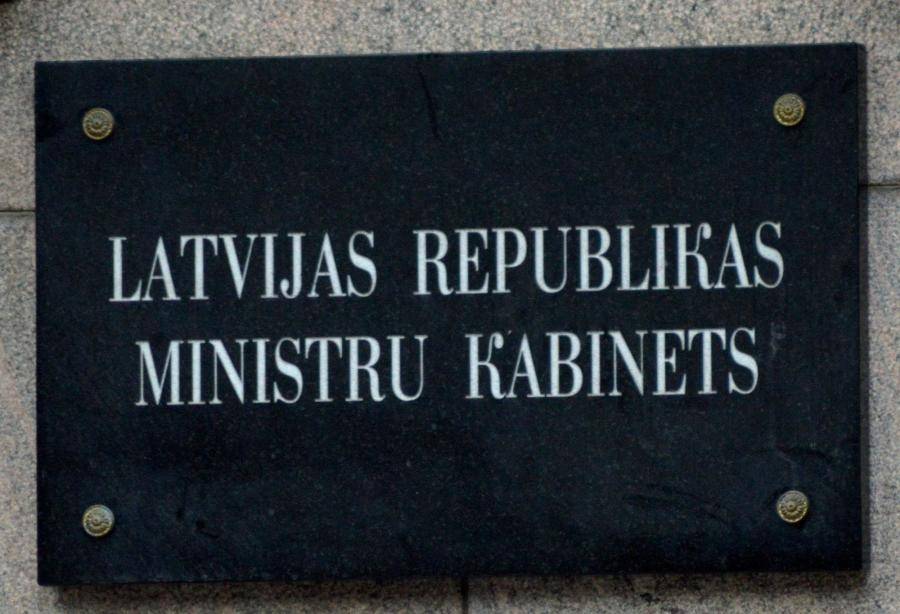 LATVIJAS REPUBLIKAS
MINISTRU KABINETS